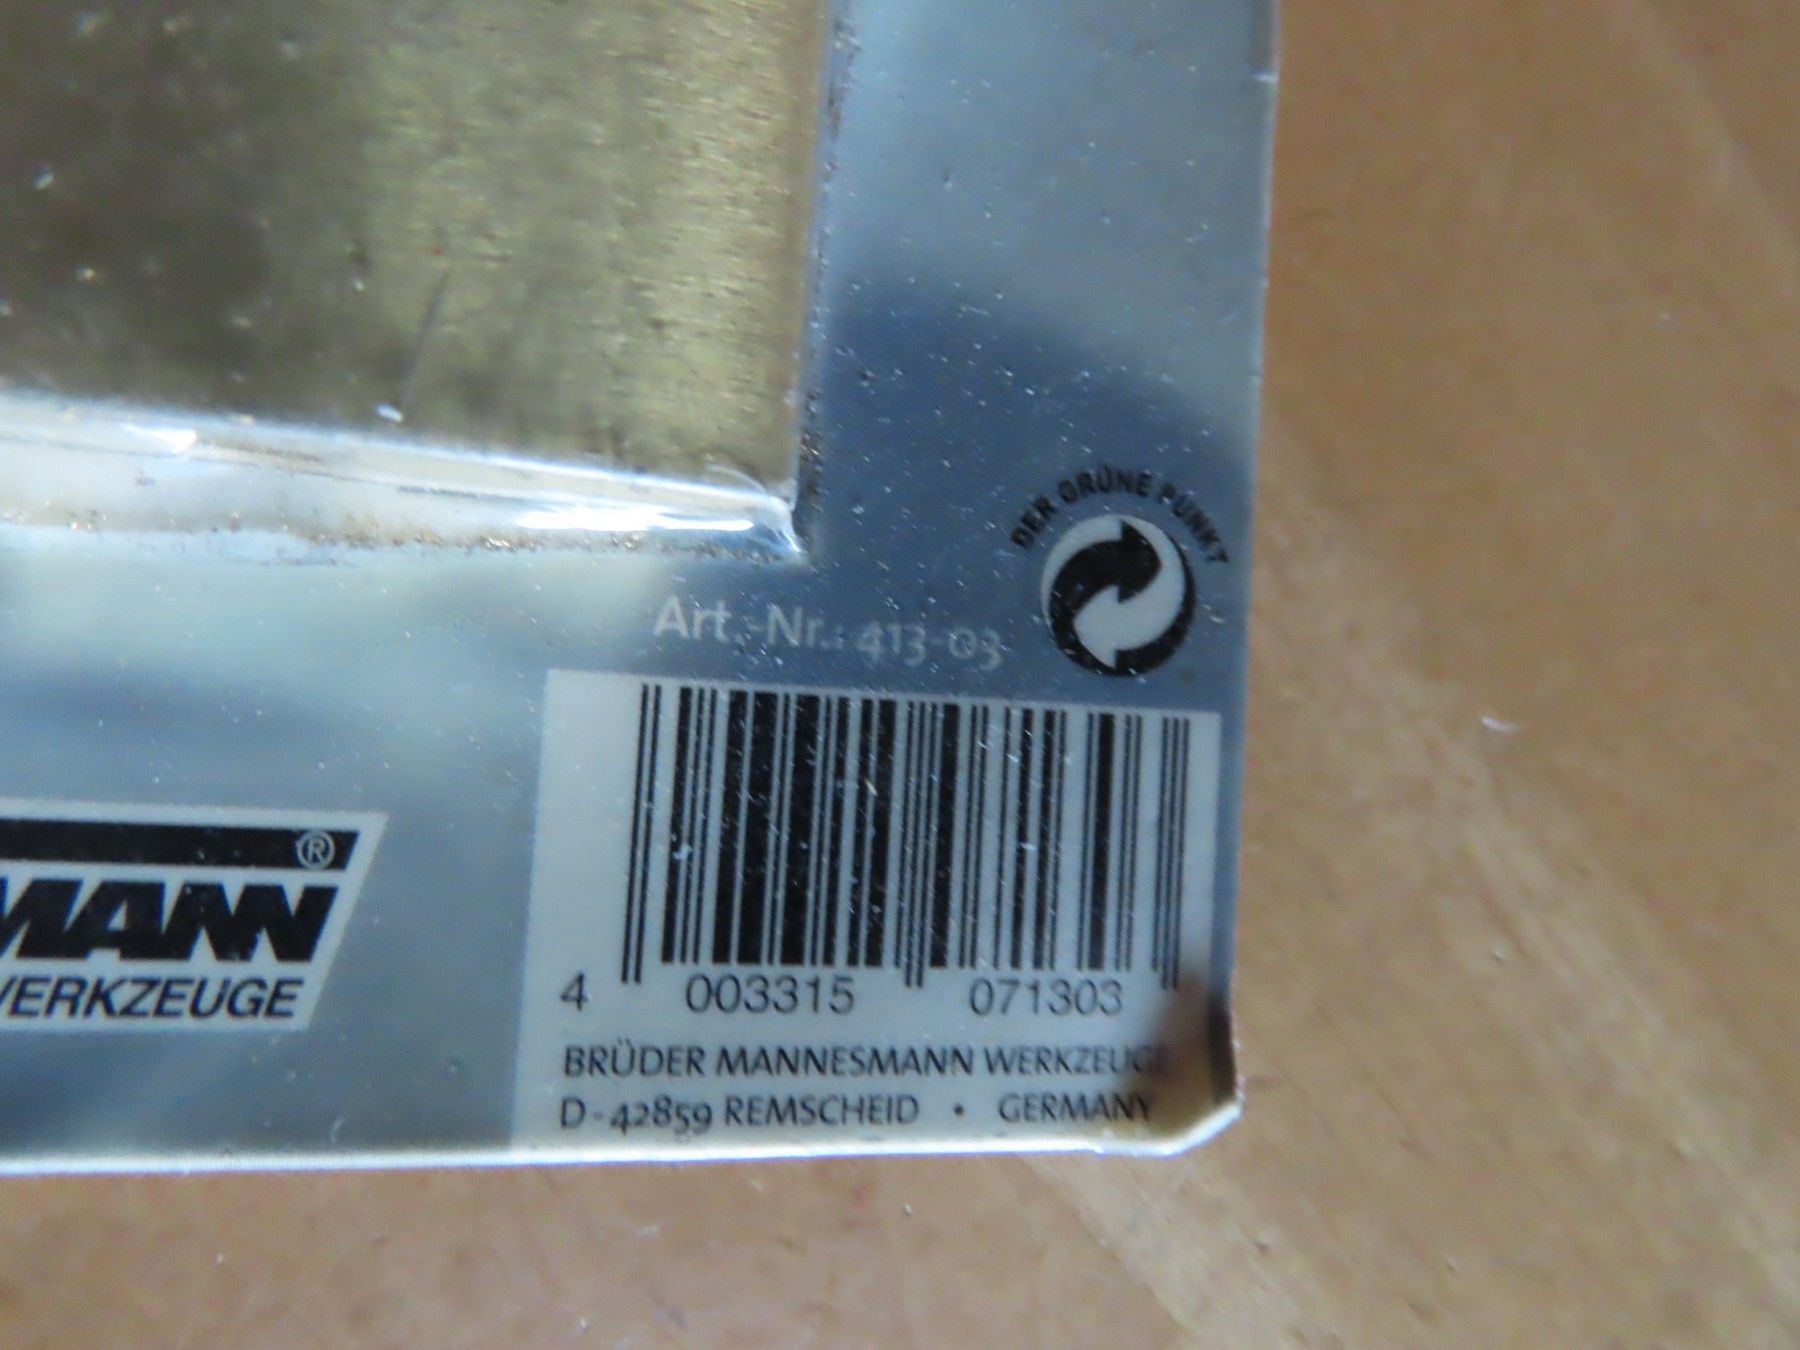 DER GRÜNE PUNKT
Art.-Nr.: 413-03
®
MANN
WERKZEUGE
4 003315 071303
BRÜDER MANNESMANN WERKZEUGE
D-42859 REMSCHEID • GERMANY